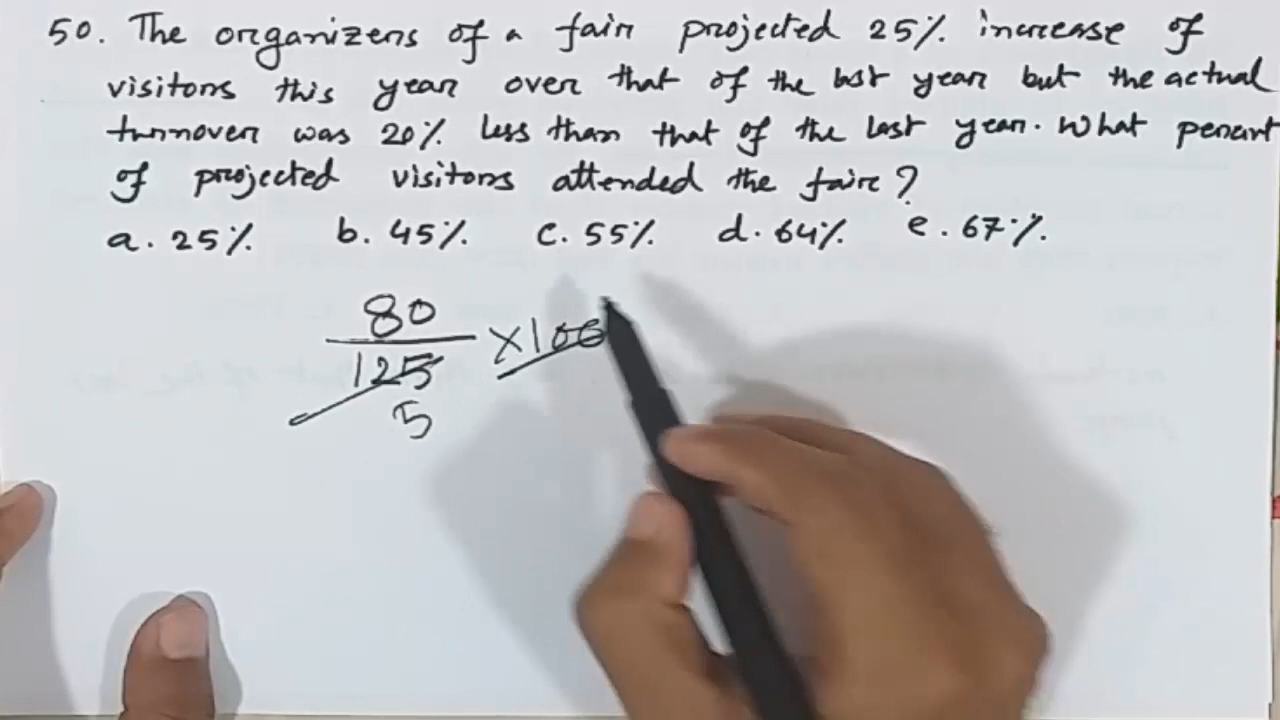 50. The organizers of a fair projected 25% increase of
visitors this year over that of the last year but the actual
turnover was 20% less than that of the last year. What percent
of projected visitors attended the faire?
a. 25% b. 45% c. 55% d. 64% e. 67%.
80
125 ×100
5